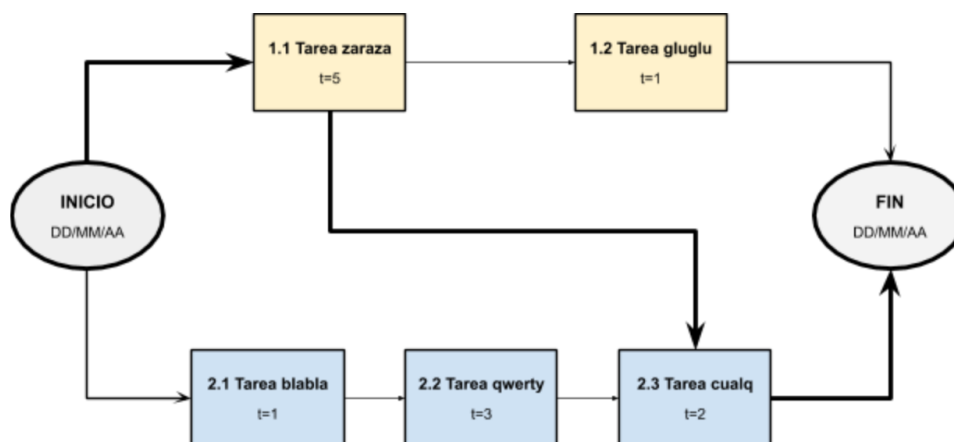 1.1 Tarea zaraza
t=5
1.2 Tarea gluglu
t=1
INICIO
DD/MM/AA
FIN
DD/MM/AA
2.1 Tarea blabla
t=1
2.2 Tarea qwerty
t=3
2.3 Tarea cualq
t=2